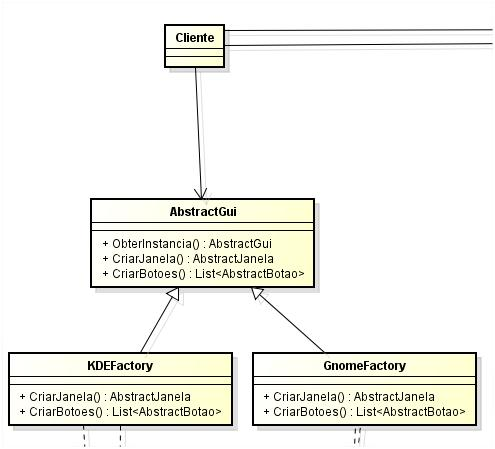 Cliente
AbstractGui
+ ObterInstancia() : AbstractGui
+ CriarJanela() : AbstractJanela
+ CriarBotoes() : List<AbstractBotao>
KDEFactory
+ CriarJanela() : AbstractJanela
+ CriarBotoes() : List<AbstractBotao>
GnomeFactory
+ CriarJanela() : AbstractJanela
+ CriarBotoes() : List<AbstractBotao>